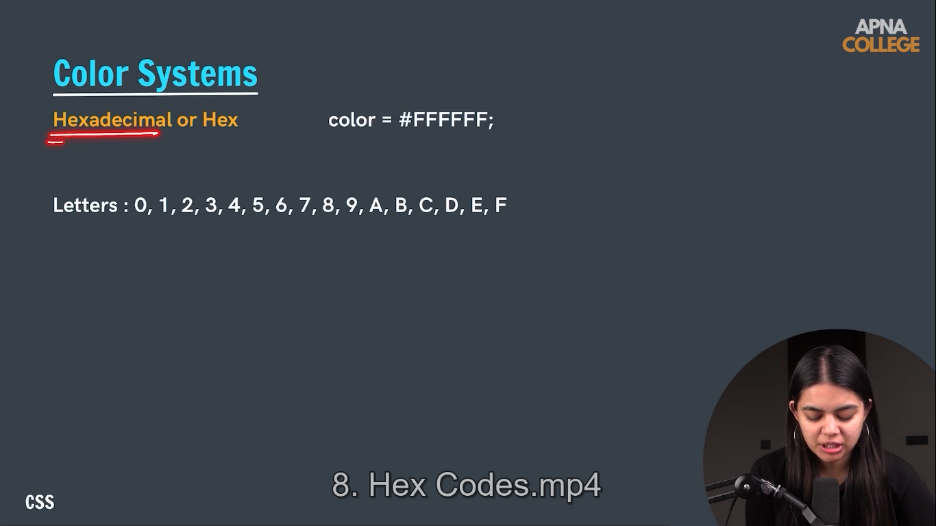 APNA
COLLEGE
Color Systems
Hexadecimal or Hex
color = #FFFFFF;
Letters : 0, 1, 2, 3, 4, 5, 6, 7, 8, 9, A, B, C, D, E, F
8. Hex Codes.mp4
CSS